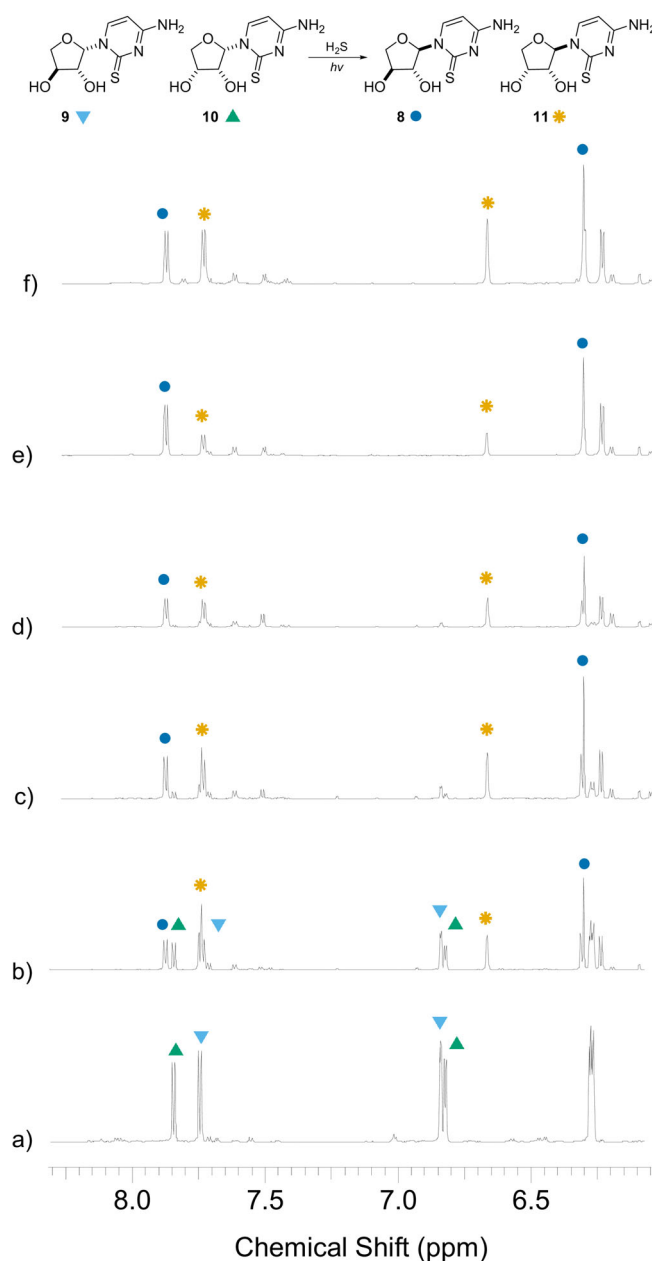 O N N NH₂
HO OH S
9
O N N NH₂
HO OH S
10
H₂S
hv
O N N NH₂
HO OH S
8
O N N NH₂
HO OH S
11
f)
e)
d)
c)
b)
a)
8.0 7.5 7.0 6.5
Chemical Shift (ppm)